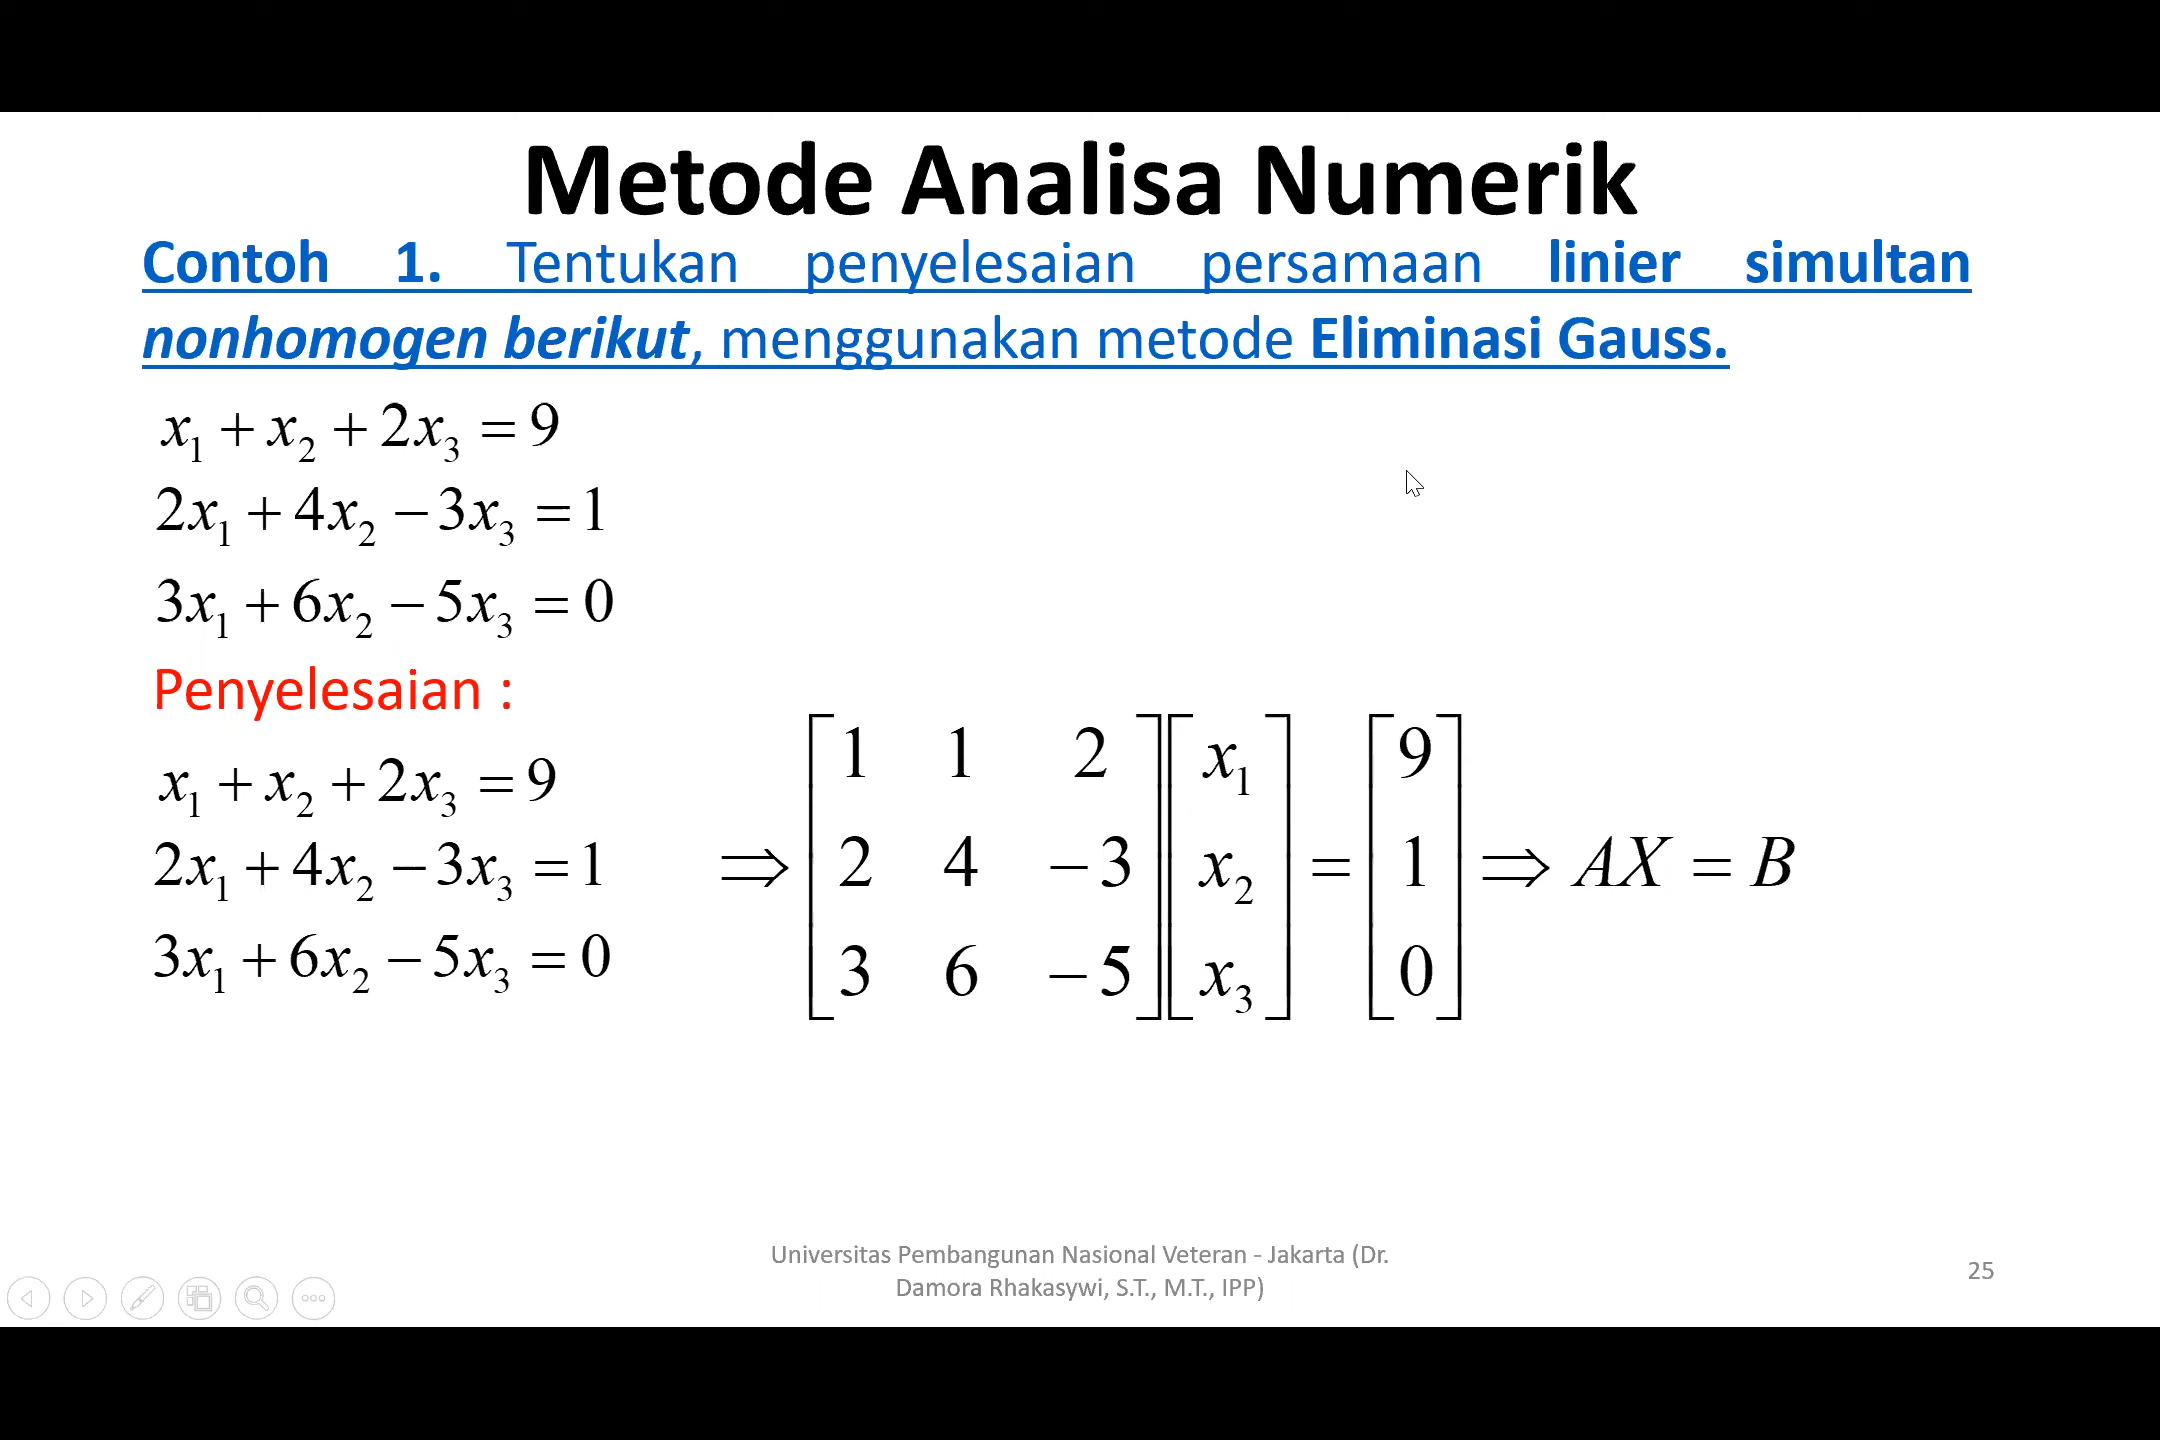 Metode Analisa Numerik
Contoh 1. Tentukan penyelesaian persamaan linier simultan
nonhomogen berikut, menggunakan metode Eliminasi Gauss.
x₁ + x₂ + 2x₃ = 9
2x₁ + 4x₂ − 3x₃ = 1
3x₁ + 6x₂ − 5x₃ = 0
Penyelesaian :
x₁ + x₂ + 2x₃ = 9
2x₁ + 4x₂ − 3x₃ = 1
3x₁ + 6x₂ − 5x₃ = 0
1 1 2 x₁ 9
⇒ 2 4 −3 x₂ = 1 ⇒ AX = B
3 6 −5 x₃ 0
Universitas Pembangunan Nasional Veteran - Jakarta (Dr.
Damora Rhakasywi, S.T., M.T., IPP)
25